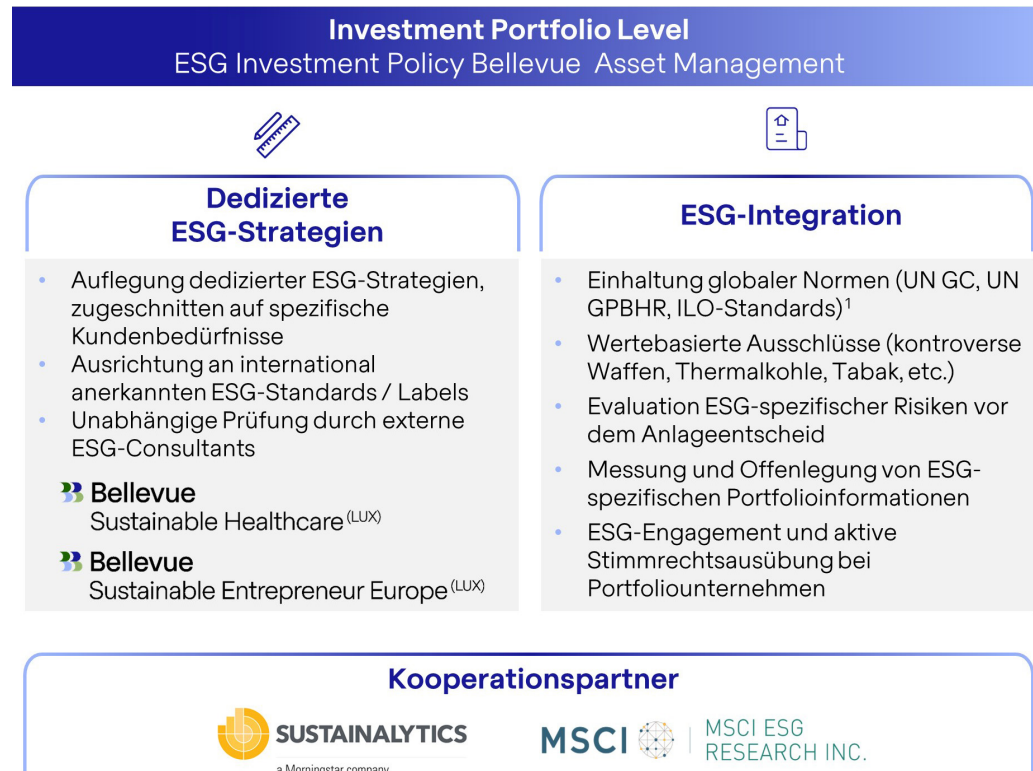 Investment Portfolio Level
ESG Investment Policy Bellevue Asset Management
Dedizierte
ESG-Strategien
• Auflegung dedizierter ESG-Strategien,
zugeschnitten auf spezifische
Kundenbedürfnisse
• Ausrichtung an international
anerkannten ESG-Standards / Labels
• Unabhängige Prüfung durch externe
ESG-Consultants
Bellevue
Sustainable Healthcare (LUX)
Bellevue
Sustainable Entrepreneur Europe (LUX)
ESG-Integration
• Einhaltung globaler Normen (UN GC, UN
GPBHR, ILO-Standards)¹
• Wertebasierte Ausschlüsse (kontroverse
Waffen, Thermalkohle, Tabak, etc.)
• Evaluation ESG-spezifischer Risiken vor
dem Anlageentscheid
• Messung und Offenlegung von ESG-
spezifischen Portfolioinformationen
• ESG-Engagement und aktive
Stimmrechtsausübung bei
Portfoliounternehmen
Kooperationspartner
SUSTAINALYTICS
a Morningstar company
MSCI
MSCI ESG
RESEARCH INC.